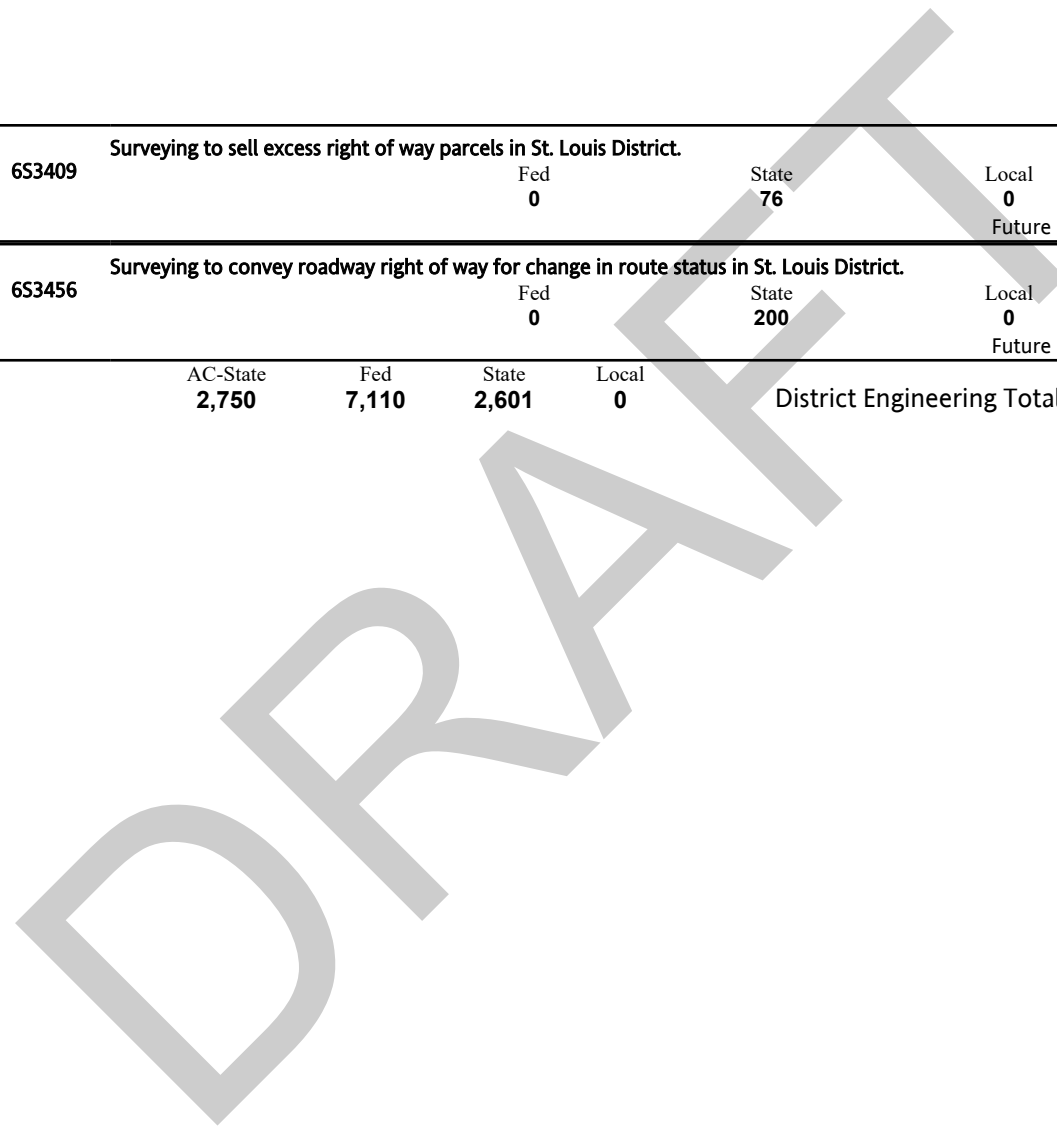 Surveying to sell excess right of way parcels in St. Louis District.
6S3409
Fed State Local
0 76 0
Future
Surveying to convey roadway right of way for change in route status in St. Louis District.
6S3456
Fed State Local
0 200 0
Future
AC-State Fed State Local
2,750 7,110 2,601 0 District Engineering Total
DRAFT